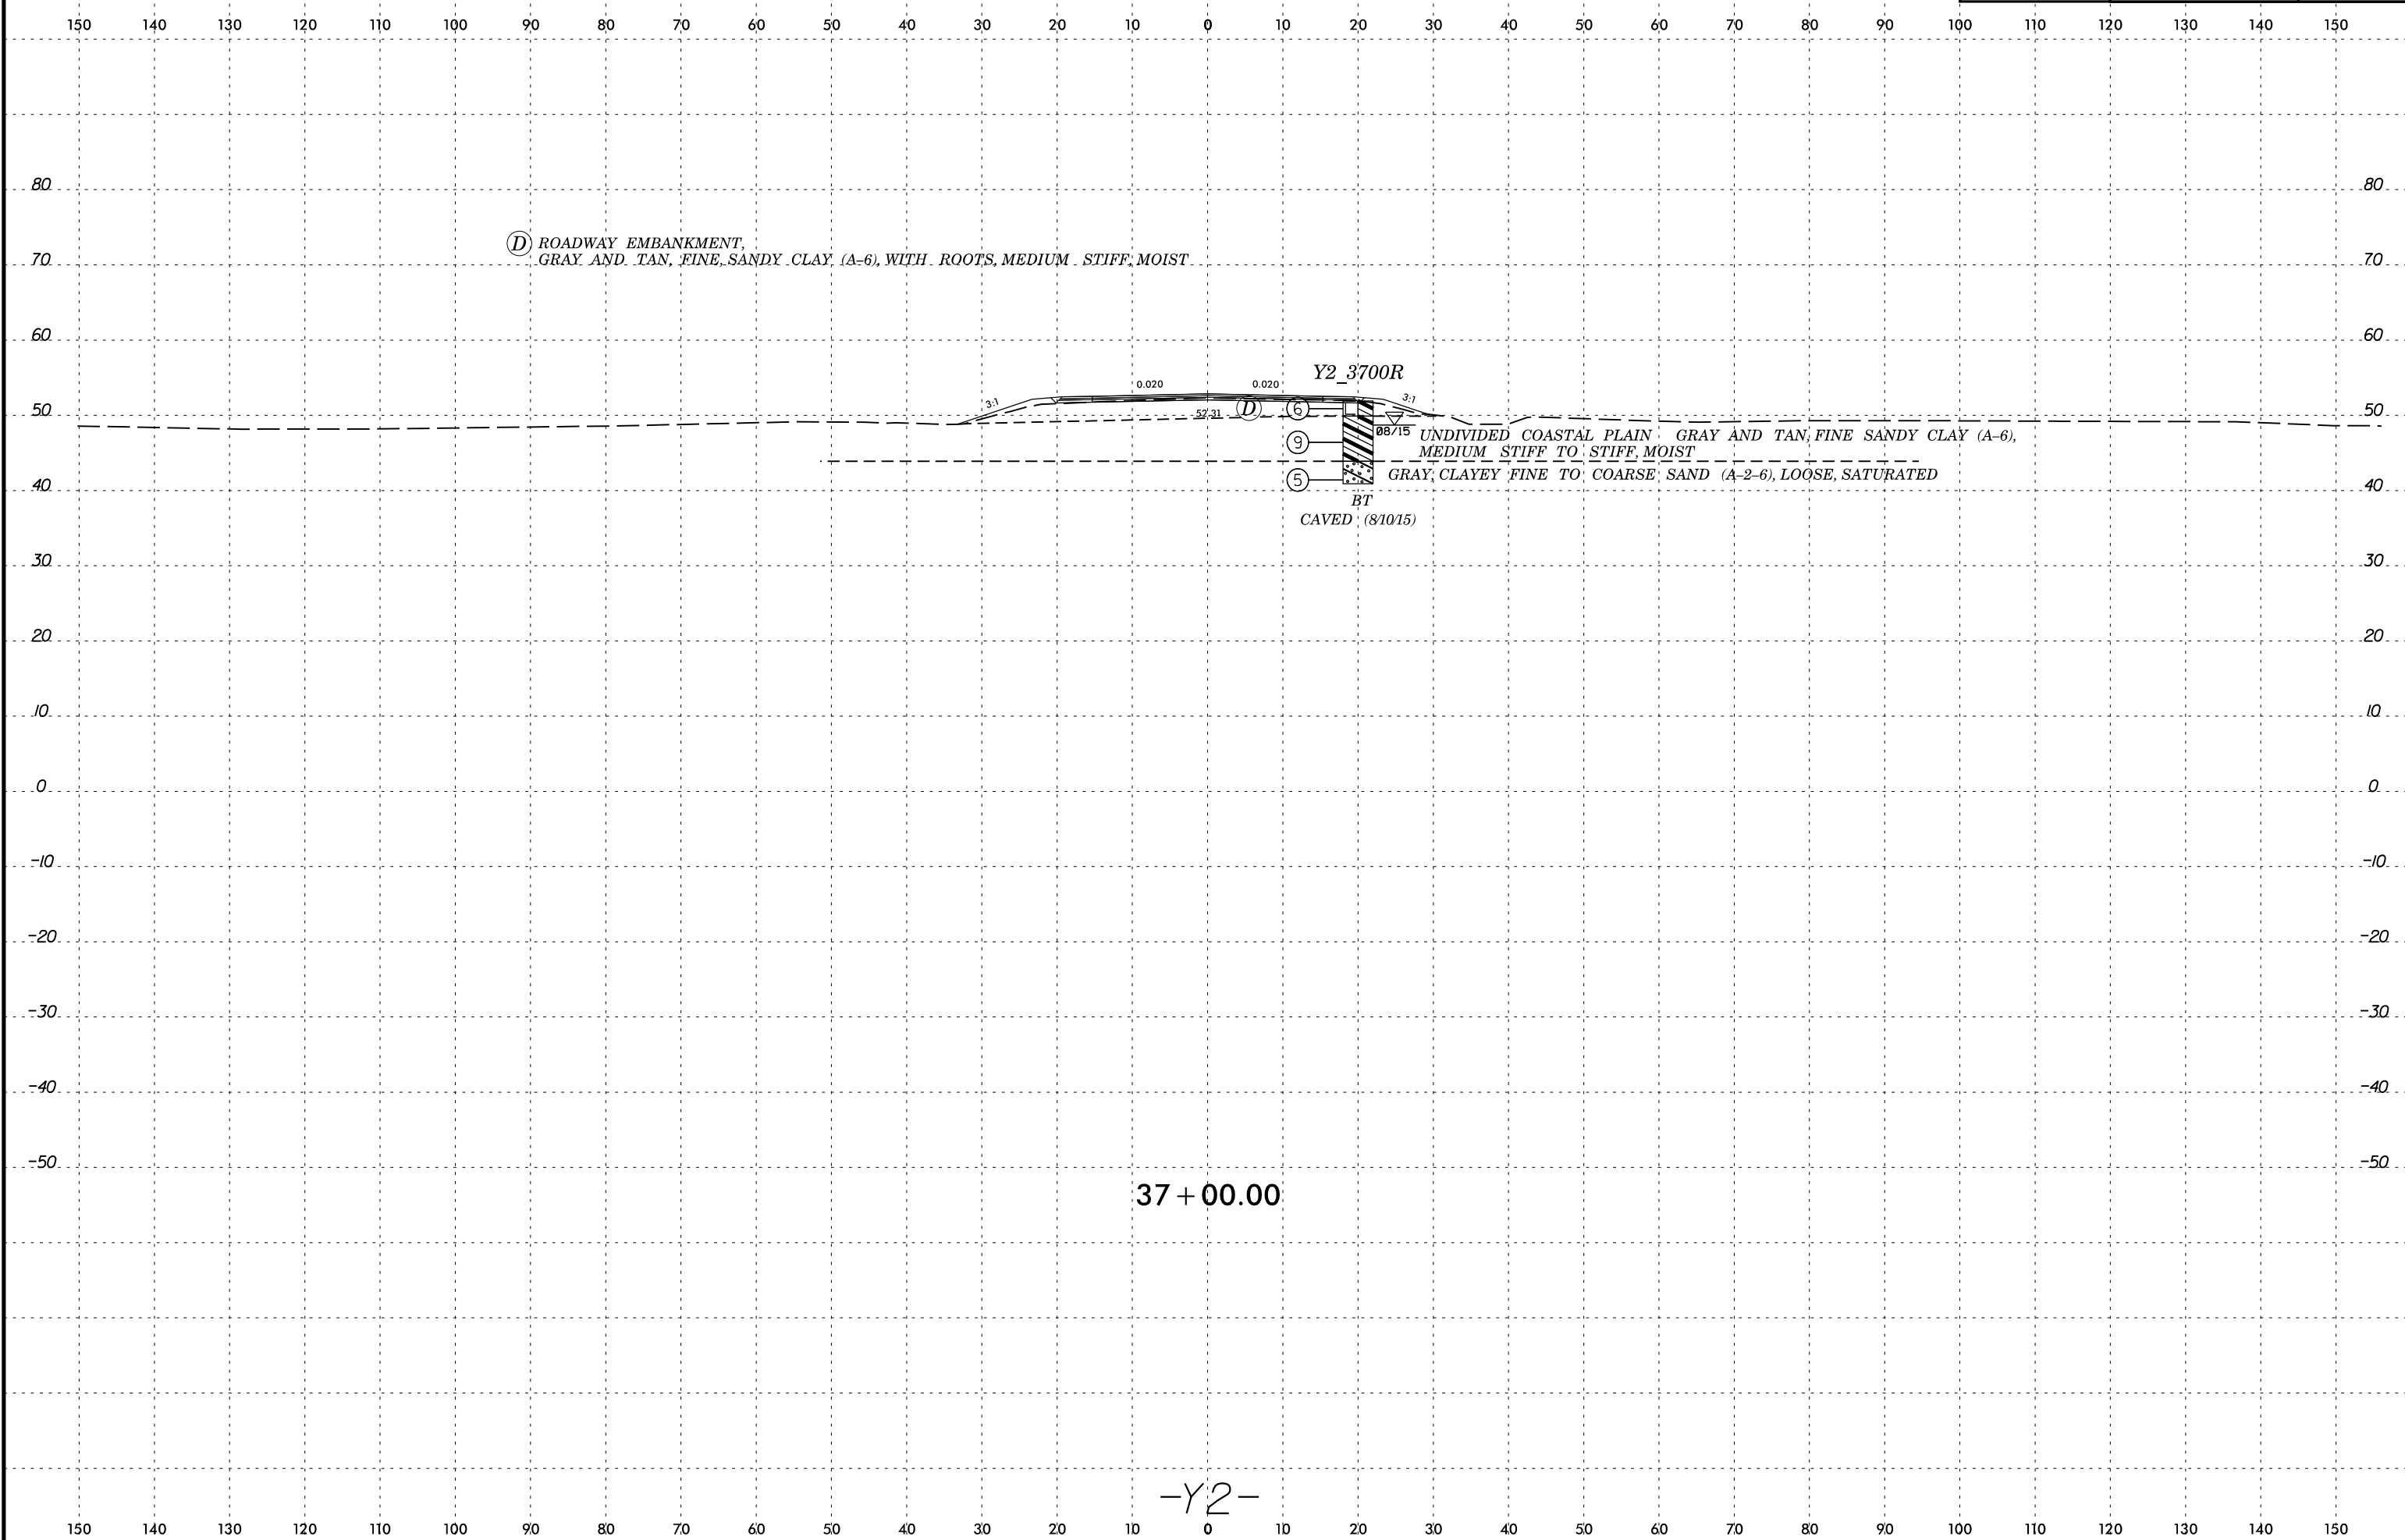 150 140 130 120 110 100 90 80 70 60 50 40 30 20 10 0 10 20 30 40 50 60 70 80 90 100 110 120 130 140 150
80 80
D ROADWAY EMBANKMENT,
70 GRAY AND TAN, FINE, SANDY CLAY (A-6), WITH ROOTS, MEDIUM STIFF, MOIST 70
60 60
Y2_3700R
3:1 0.020 0.020 3:1
50 52.31 D 6 50
08/15
9 UNDIVIDED COASTAL PLAIN GRAY AND TAN, FINE SANDY CLAY (A-6),
MEDIUM STIFF TO STIFF, MOIST
5 GRAY, CLAYEY FINE TO COARSE SAND (A-2-6), LOOSE, SATURATED
40 40
BT
CAVED (8/10/15)
30 30
20 20
10 10
0 0
-10 -10
-20 -20
-30 -30
-40 -40
-50 -50
37+00.00
-Y2-
150 140 130 120 110 100 90 80 70 60 50 40 30 20 10 0 10 20 30 40 50 60 70 80 90 100 110 120 130 140 150